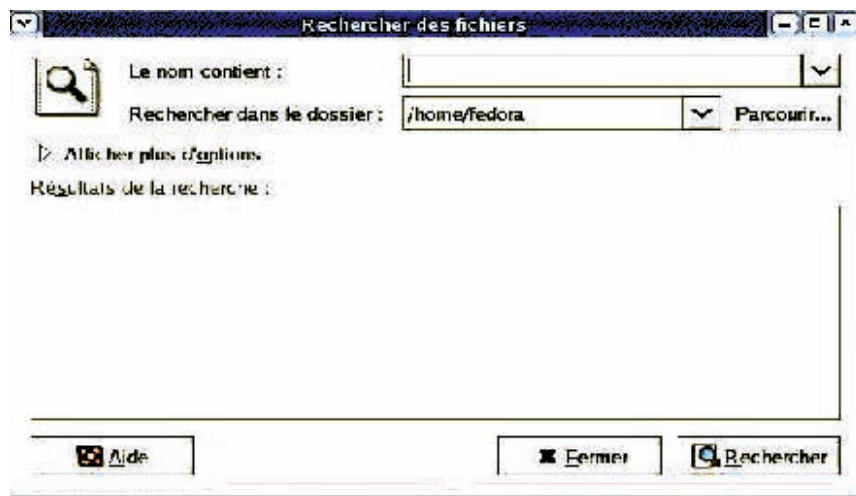 Rechercher des fichiers
Le nom contient :
Rechercher dans le dossier : /home/fedora Parcourir...
Afficher plus d'options
Résultats de la recherche :
Aide Fermer Rechercher